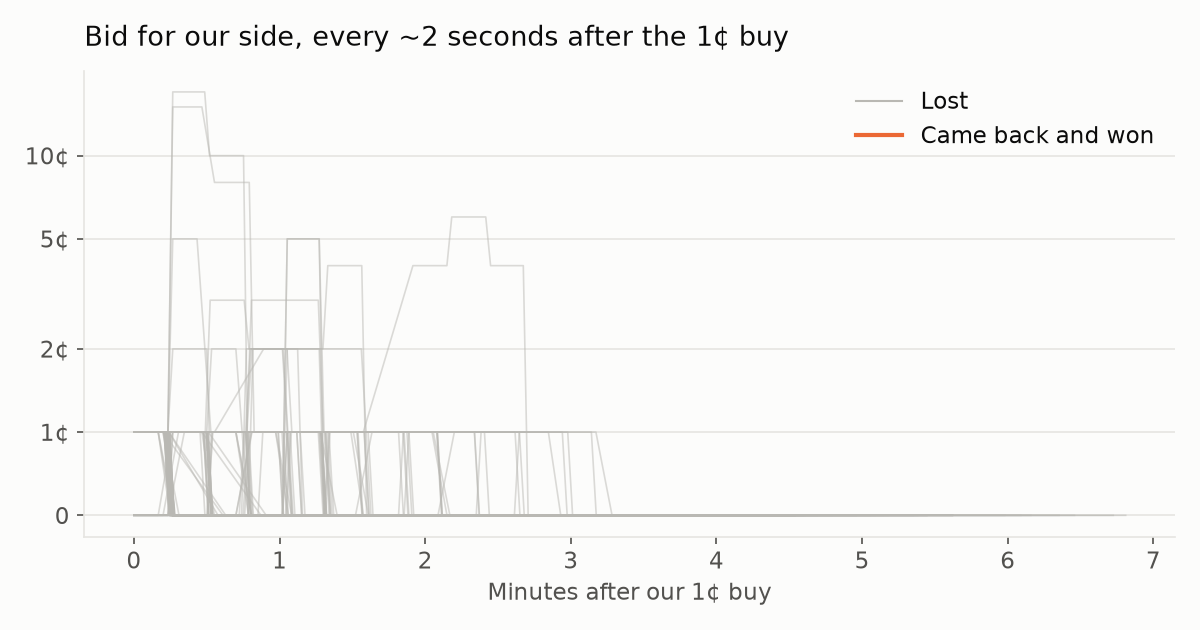 Bid for our side, every ~2 seconds after the 1¢ buy
Lost
Came back and won
10¢
5¢
2¢
1¢
0
0 1 2 3 4 5 6 7
Minutes after our 1¢ buy